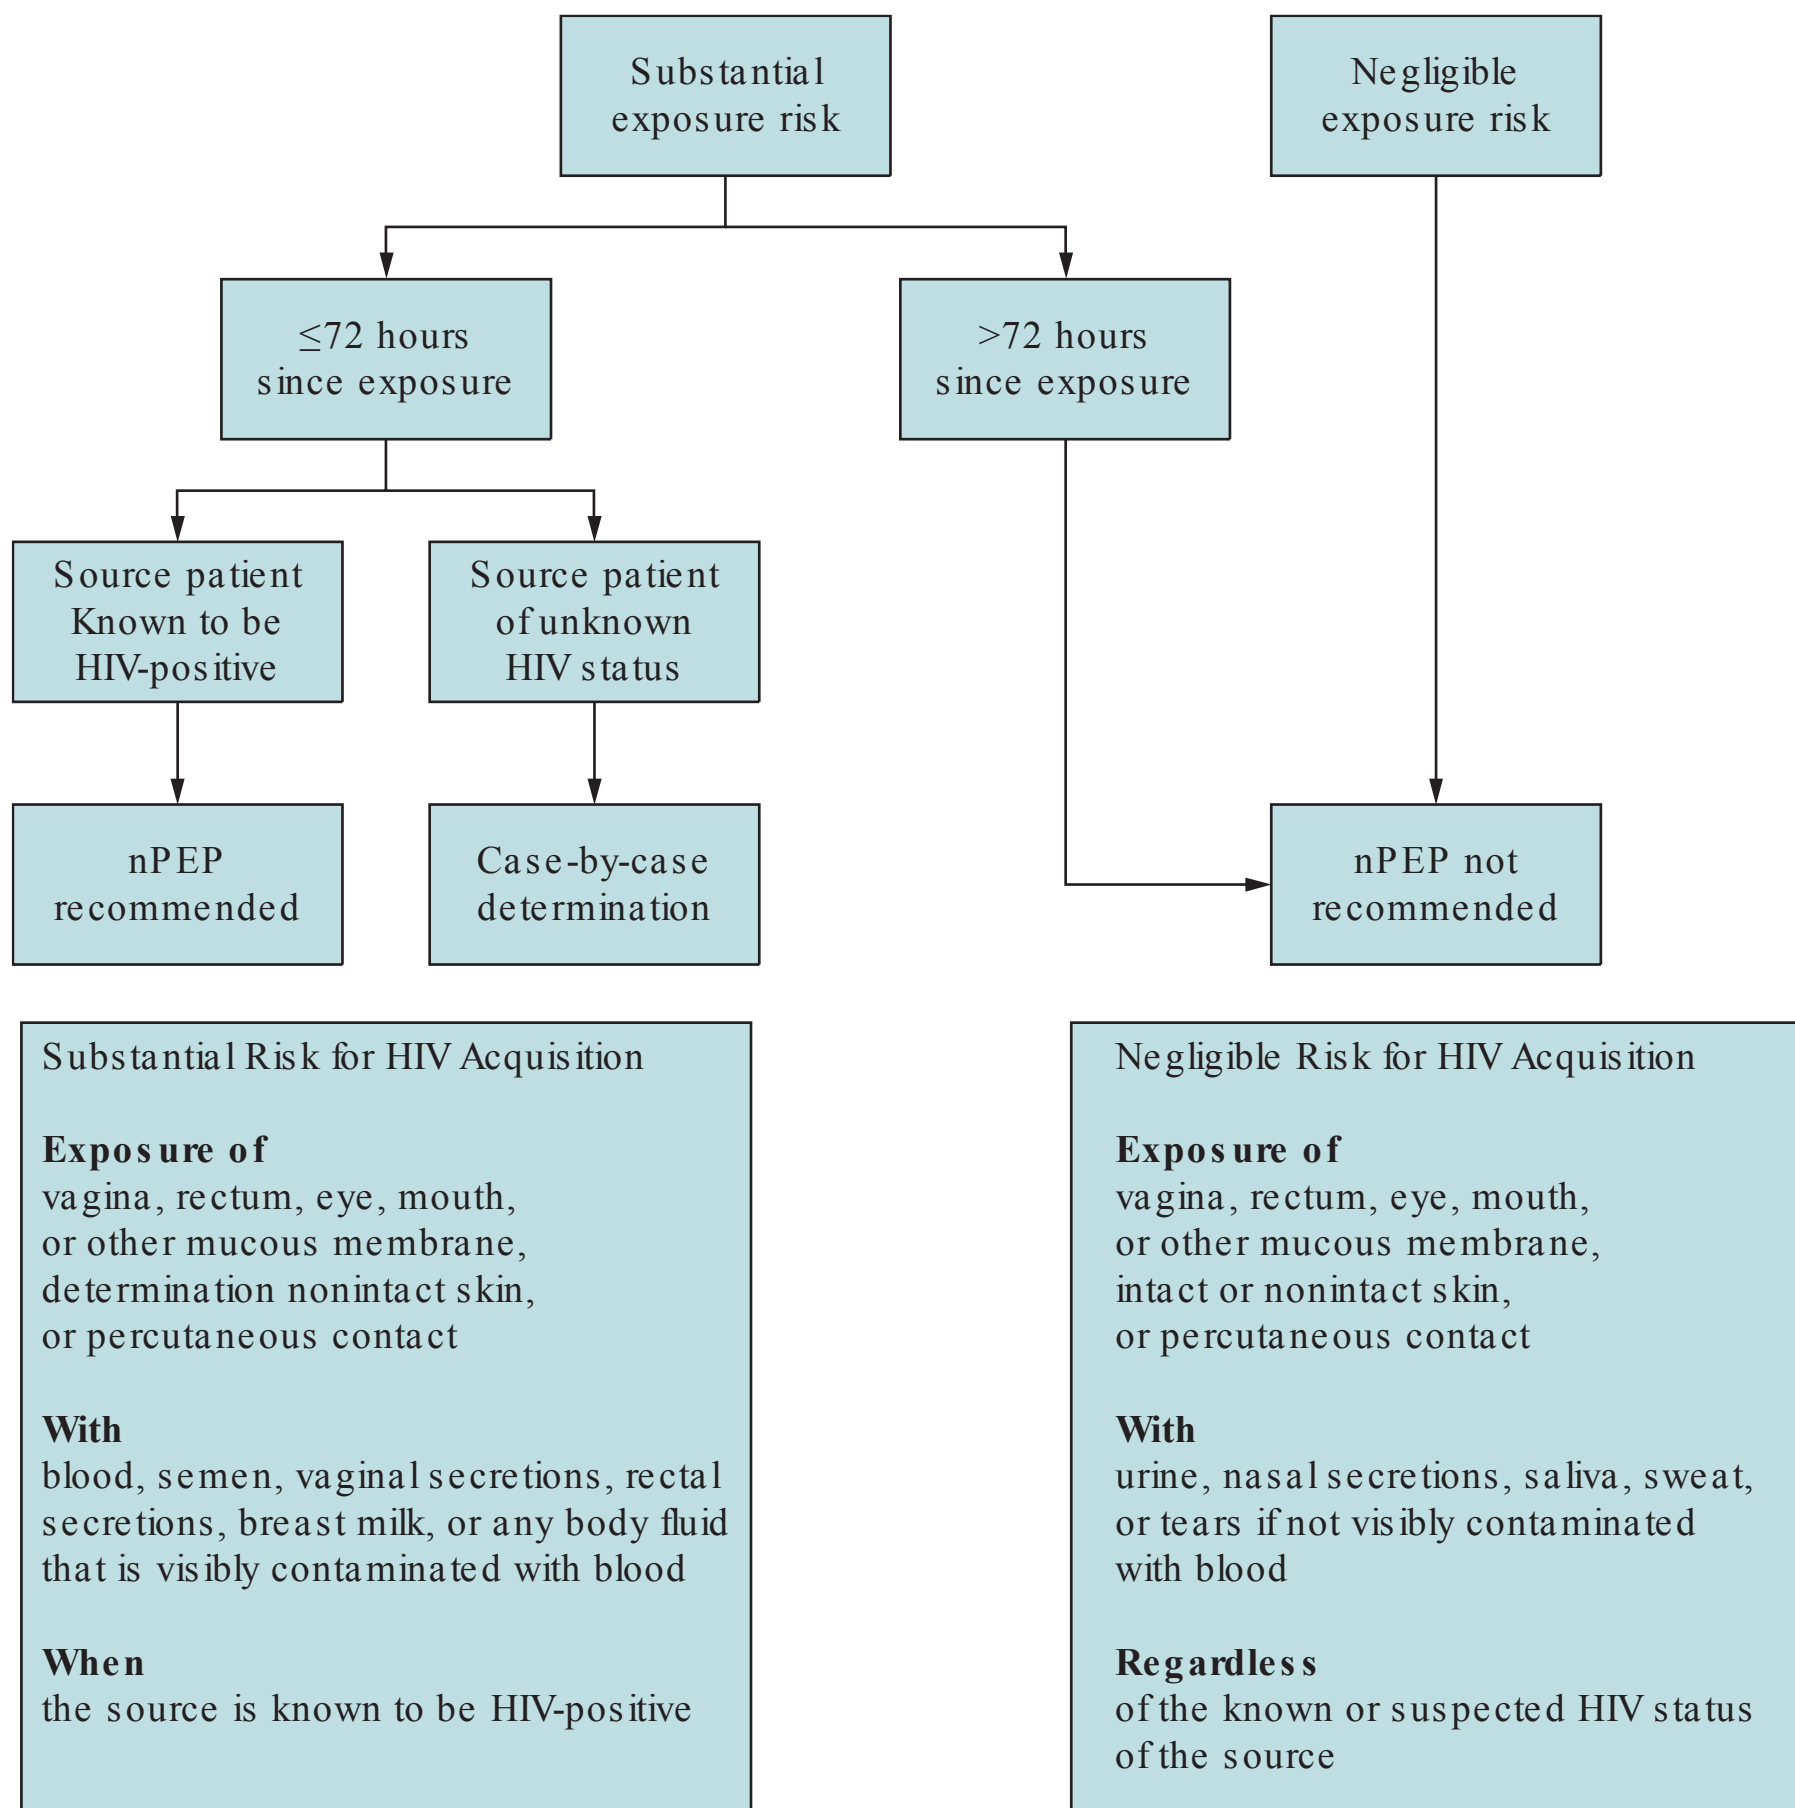 Substantial
exposure risk
Negligible
exposure risk
≤72 hours
since exposure
>72 hours
since exposure
Source patient
Known to be
HIV-positive
Source patient
of unknown
HIV status
nPEP
recommended
Case-by-case
determination
nPEP not
recommended
Substantial Risk for HIV Acquisition
Exposure of
vagina, rectum, eye, mouth,
or other mucous membrane,
determination nonintact skin,
or percutaneous contact
With
blood, semen, vaginal secretions, rectal
secretions, breast milk, or any body fluid
that is visibly contaminated with blood
When
the source is known to be HIV-positive
Negligible Risk for HIV Acquisition
Exposure of
vagina, rectum, eye, mouth,
or other mucous membrane,
intact or nonintact skin,
or percutaneous contact
With
urine, nasal secretions, saliva, sweat,
or tears if not visibly contaminated
with blood
Regardless
of the known or suspected HIV status
of the source